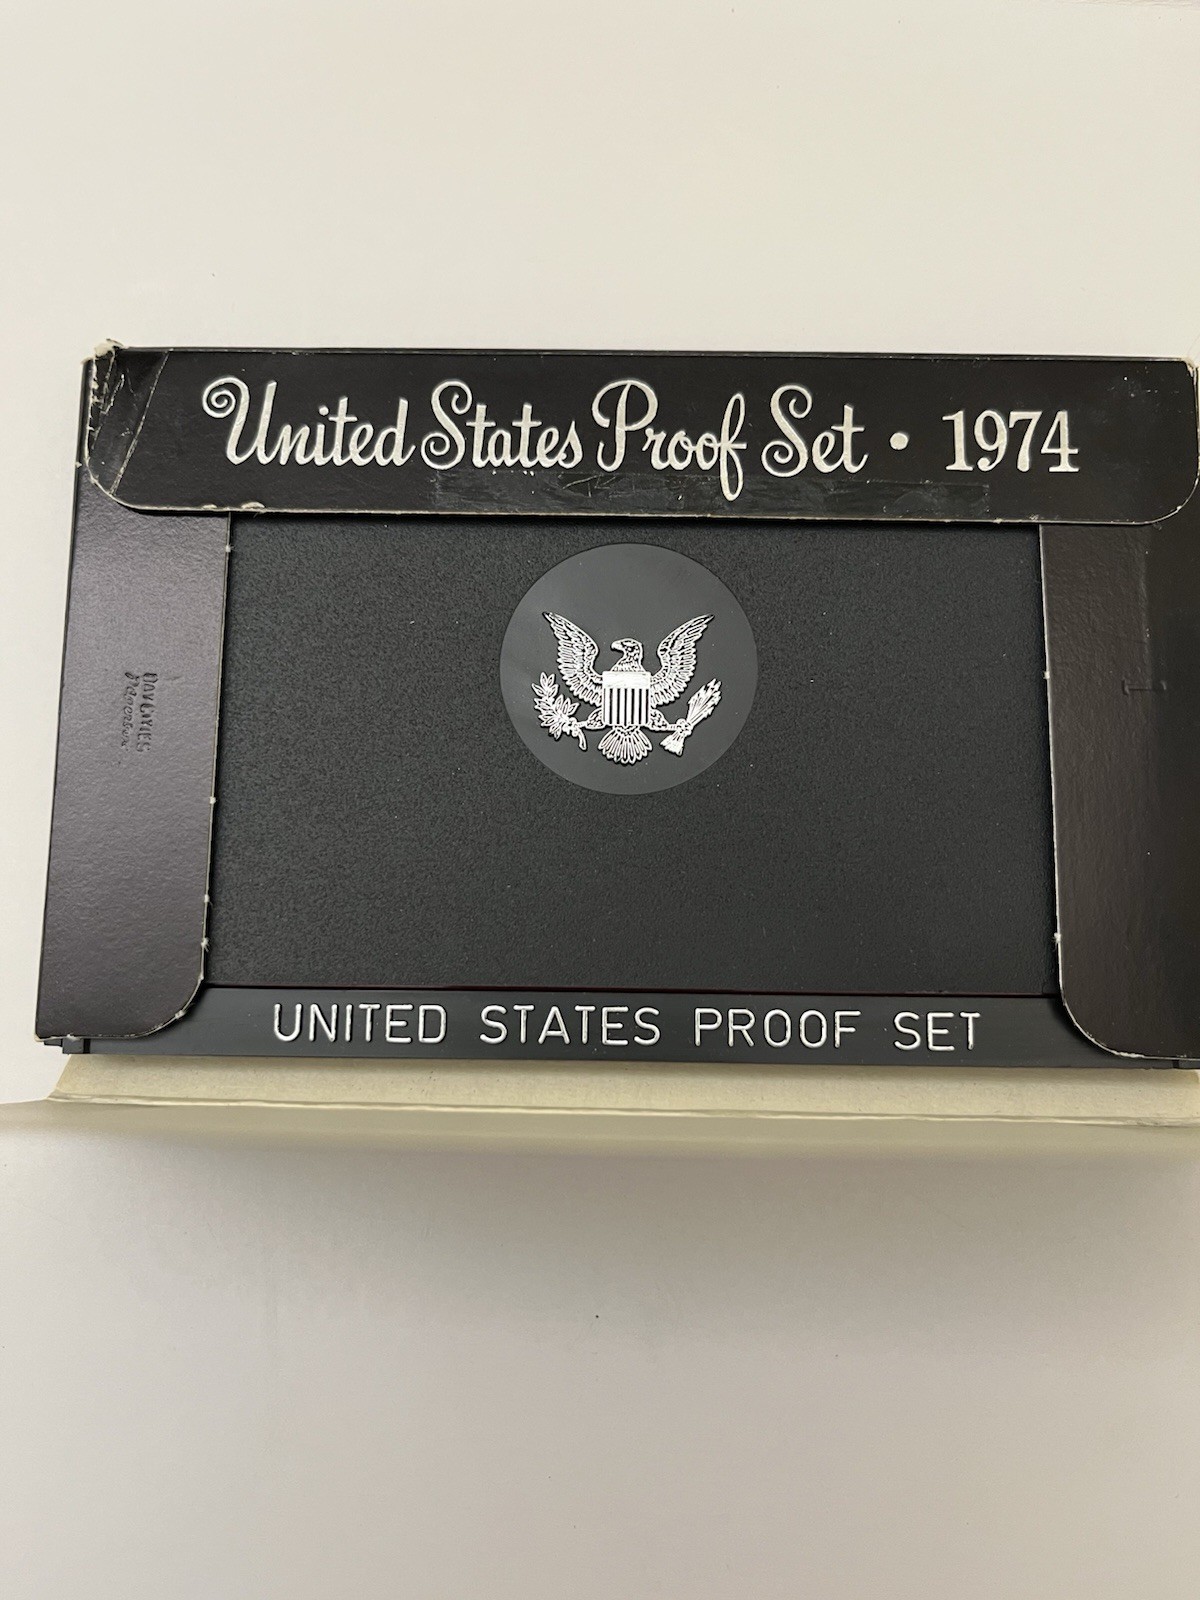 United States Proof Set • 1974
UNITED STATES PROOF SET